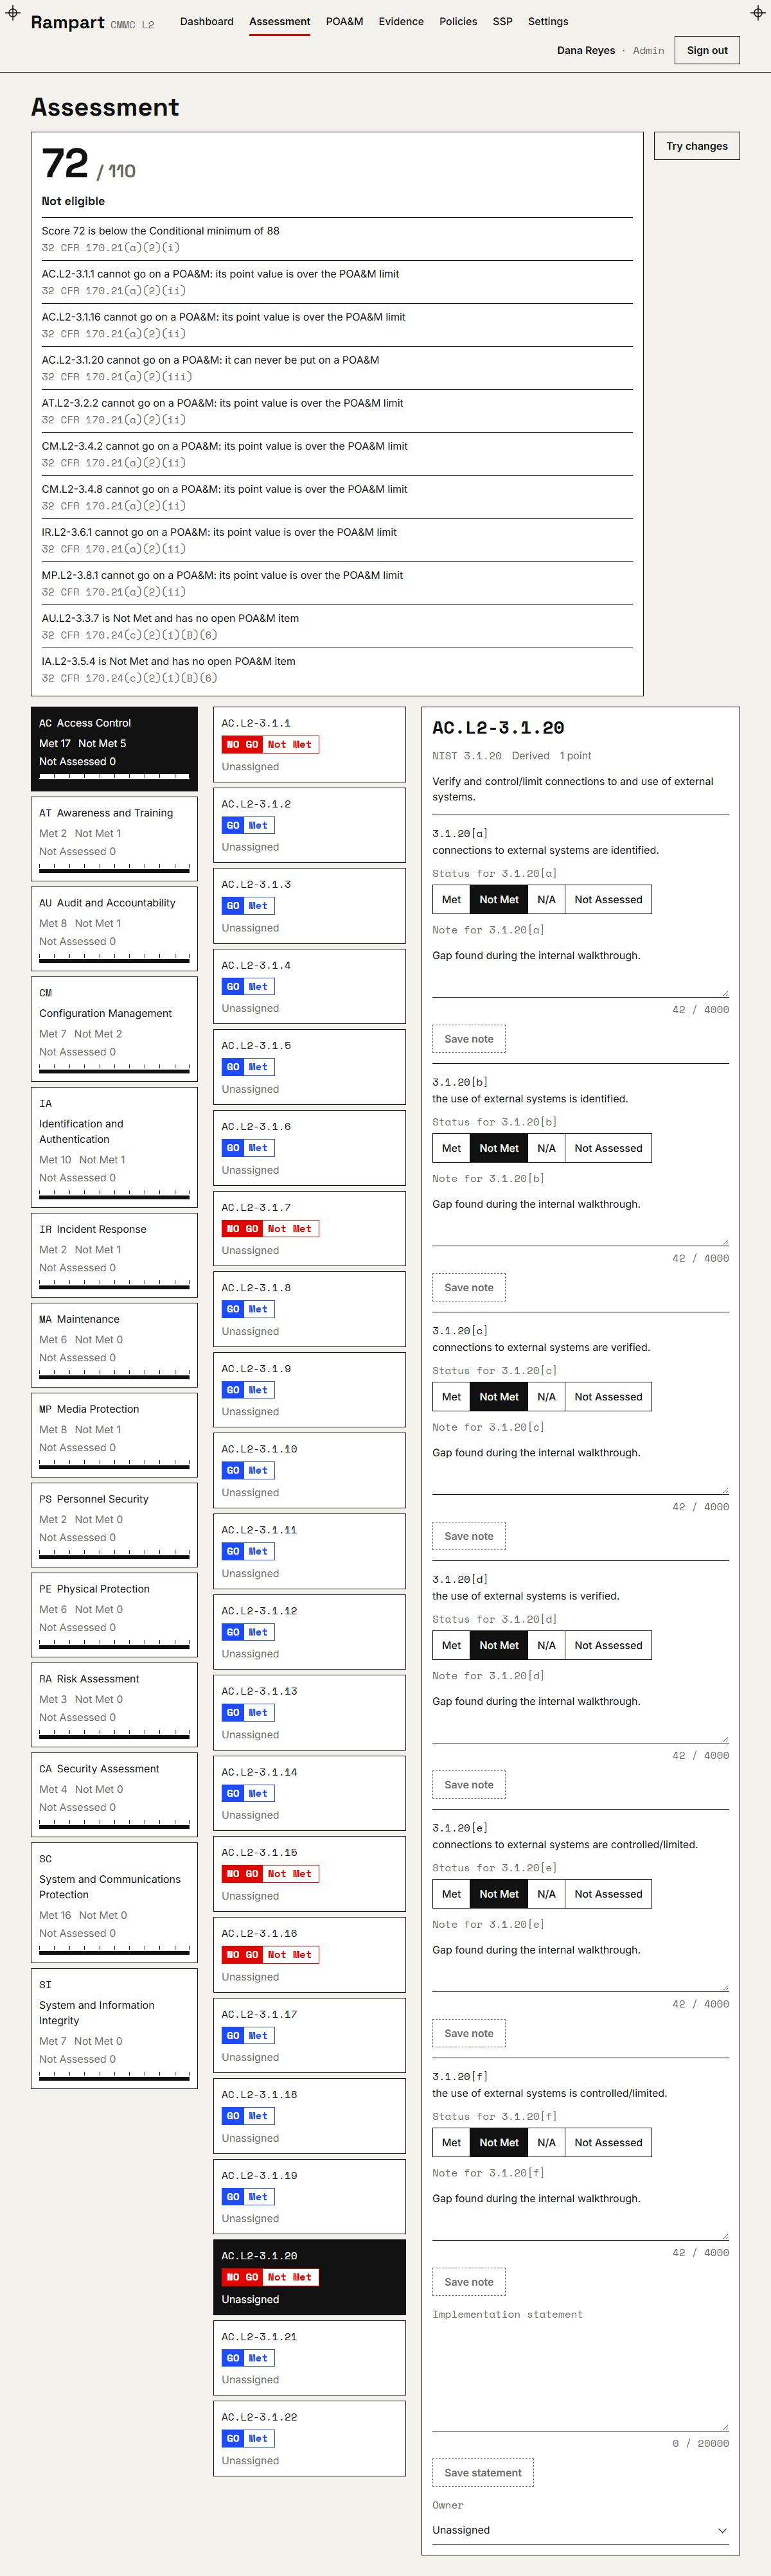 Rampart CMMC L2
Dashboard Assessment POA&M Evidence Policies SSP Settings
Dana Reyes · Admin Sign out
Assessment
72 / 110
Try changes
Not eligible
Score 72 is below the Conditional minimum of 88
32 CFR 170.21(a)(2)(i)
AC.L2-3.1.1 cannot go on a POA&M: its point value is over the POA&M limit
32 CFR 170.21(a)(2)(ii)
AC.L2-3.1.16 cannot go on a POA&M: its point value is over the POA&M limit
32 CFR 170.21(a)(2)(ii)
AC.L2-3.1.20 cannot go on a POA&M: it can never be put on a POA&M
32 CFR 170.21(a)(2)(iii)
AT.L2-3.2.2 cannot go on a POA&M: its point value is over the POA&M limit
32 CFR 170.21(a)(2)(ii)
CM.L2-3.4.2 cannot go on a POA&M: its point value is over the POA&M limit
32 CFR 170.21(a)(2)(ii)
CM.L2-3.4.8 cannot go on a POA&M: its point value is over the POA&M limit
32 CFR 170.21(a)(2)(ii)
IR.L2-3.6.1 cannot go on a POA&M: its point value is over the POA&M limit
32 CFR 170.21(a)(2)(ii)
MP.L2-3.8.1 cannot go on a POA&M: its point value is over the POA&M limit
32 CFR 170.21(a)(2)(ii)
AU.L2-3.3.7 is Not Met and has no open POA&M item
32 CFR 170.24(c)(2)(i)(B)(6)
IA.L2-3.5.4 is Not Met and has no open POA&M item
32 CFR 170.24(c)(2)(i)(B)(6)
AC Access Control
Met 17 Not Met 5
Not Assessed 0
AT Awareness and Training
Met 2 Not Met 1
Not Assessed 0
AU Audit and Accountability
Met 8 Not Met 1
Not Assessed 0
CM
Configuration Management
Met 7 Not Met 2
Not Assessed 0
IA
Identification and
Authentication
Met 10 Not Met 1
Not Assessed 0
IR Incident Response
Met 2 Not Met 1
Not Assessed 0
MA Maintenance
Met 6 Not Met 0
Not Assessed 0
MP Media Protection
Met 8 Not Met 1
Not Assessed 0
PS Personnel Security
Met 2 Not Met 0
Not Assessed 0
PE Physical Protection
Met 6 Not Met 0
Not Assessed 0
RA Risk Assessment
Met 3 Not Met 0
Not Assessed 0
CA Security Assessment
Met 4 Not Met 0
Not Assessed 0
SC
System and Communications
Protection
Met 16 Not Met 0
Not Assessed 0
SI
System and Information
Integrity
Met 7 Not Met 0
Not Assessed 0
AC.L2-3.1.1
NO GO Not Met
Unassigned
AC.L2-3.1.2
GO Met
Unassigned
AC.L2-3.1.3
GO Met
Unassigned
AC.L2-3.1.4
GO Met
Unassigned
AC.L2-3.1.5
GO Met
Unassigned
AC.L2-3.1.6
GO Met
Unassigned
AC.L2-3.1.7
NO GO Not Met
Unassigned
AC.L2-3.1.8
GO Met
Unassigned
AC.L2-3.1.9
GO Met
Unassigned
AC.L2-3.1.10
GO Met
Unassigned
AC.L2-3.1.11
GO Met
Unassigned
AC.L2-3.1.12
GO Met
Unassigned
AC.L2-3.1.13
GO Met
Unassigned
AC.L2-3.1.14
GO Met
Unassigned
AC.L2-3.1.15
NO GO Not Met
Unassigned
AC.L2-3.1.16
NO GO Not Met
Unassigned
AC.L2-3.1.17
GO Met
Unassigned
AC.L2-3.1.18
GO Met
Unassigned
AC.L2-3.1.19
GO Met
Unassigned
AC.L2-3.1.20
NO GO Not Met
Unassigned
AC.L2-3.1.21
GO Met
Unassigned
AC.L2-3.1.22
GO Met
Unassigned
AC.L2-3.1.20
NIST 3.1.20 Derived 1 point
Verify and control/limit connections to and use of external
systems.
3.1.20[a]
connections to external systems are identified.
Status for 3.1.20[a]
Met Not Met N/A Not Assessed
Note for 3.1.20[a]
Gap found during the internal walkthrough.
42 / 4000
Save note
3.1.20[b]
the use of external systems is identified.
Status for 3.1.20[b]
Met Not Met N/A Not Assessed
Note for 3.1.20[b]
Gap found during the internal walkthrough.
42 / 4000
Save note
3.1.20[c]
connections to external systems are verified.
Status for 3.1.20[c]
Met Not Met N/A Not Assessed
Note for 3.1.20[c]
Gap found during the internal walkthrough.
42 / 4000
Save note
3.1.20[d]
the use of external systems is verified.
Status for 3.1.20[d]
Met Not Met N/A Not Assessed
Note for 3.1.20[d]
Gap found during the internal walkthrough.
42 / 4000
Save note
3.1.20[e]
connections to external systems are controlled/limited.
Status for 3.1.20[e]
Met Not Met N/A Not Assessed
Note for 3.1.20[e]
Gap found during the internal walkthrough.
42 / 4000
Save note
3.1.20[f]
the use of external systems is controlled/limited.
Status for 3.1.20[f]
Met Not Met N/A Not Assessed
Note for 3.1.20[f]
Gap found during the internal walkthrough.
42 / 4000
Save note
Implementation statement
0 / 20000
Save statement
Owner
Unassigned